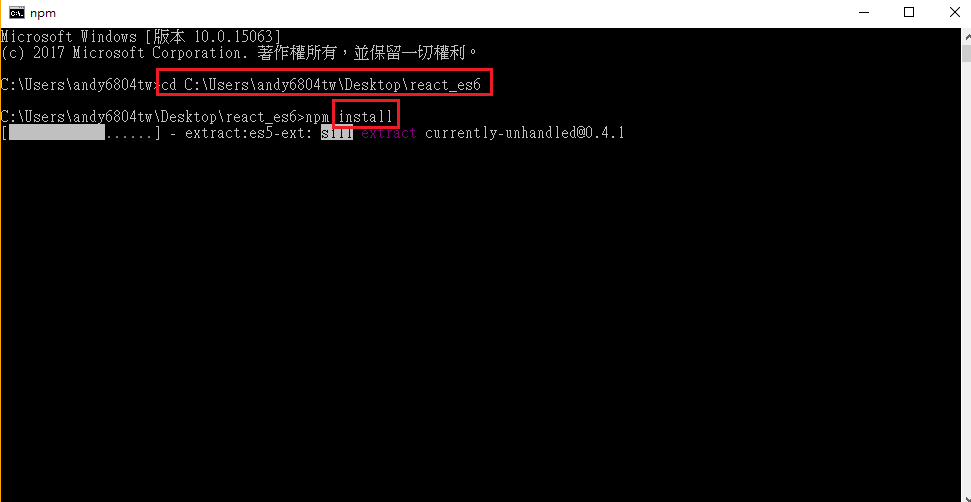 npm
Microsoft Windows [版本 10.0.15063]
(c) 2017 Microsoft Corporation. 著作權所有，並保留一切權利。
C:\Users\andy6804tw>cd C:\Users\andy6804tw\Desktop\react_es6
C:\Users\andy6804tw\Desktop\react_es6>npm install
[ ......] - extract:es5-ext: sill extract currently-unhandled@0.4.1